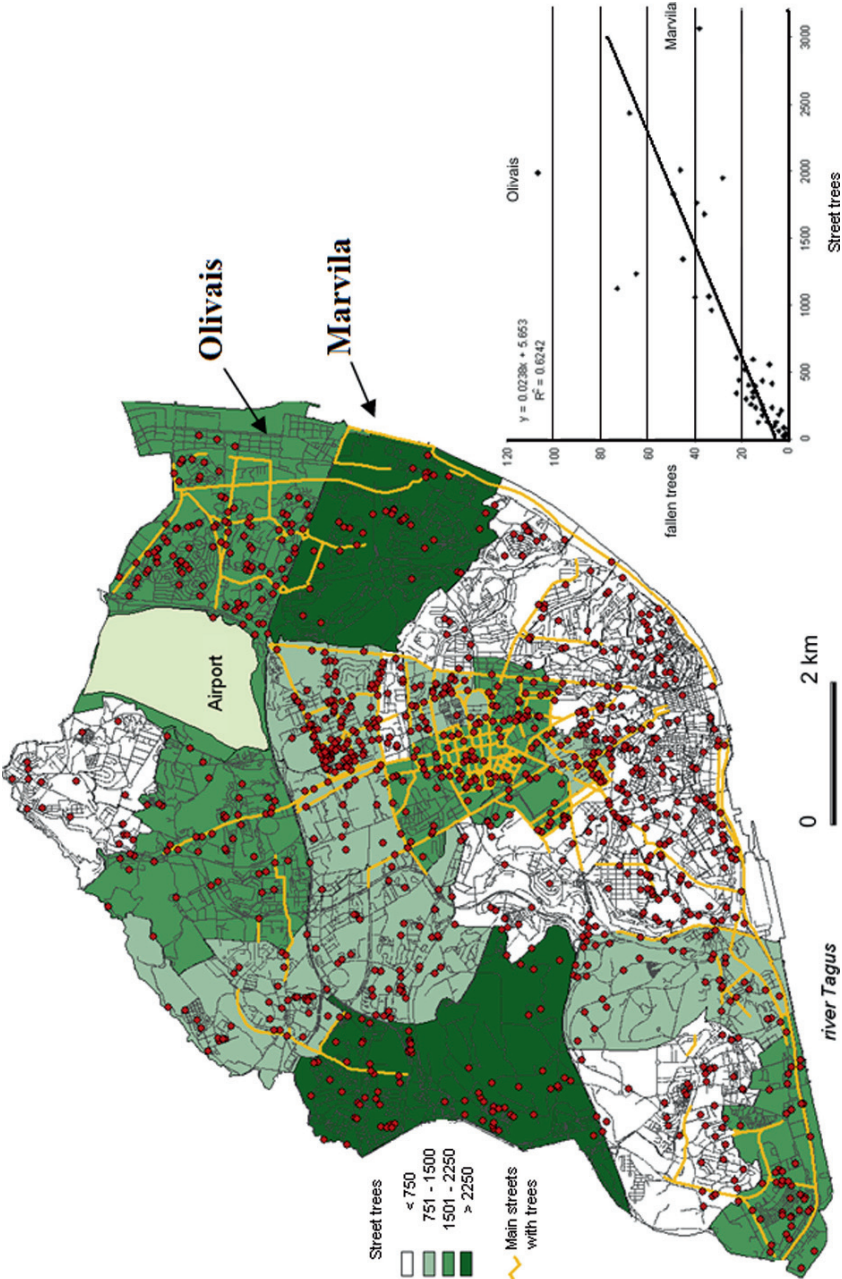 Olivais
Marvila
Airport
Street trees
< 750
751 - 1500
1501 - 2250
> 2250
Main streets
with trees
0
2 km
river Tagus
y = 0.0238x + 5.653
R² = 0.6242
Olivais
Marvila
fallen trees
120
100
80
60
40
20
0
0
500
1000
1500
2000
2500
3000
Street trees